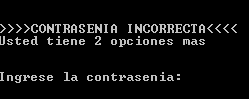 >>>>CONTRASENIA INCORRECTA<<<<
Usted tiene 2 opciones mas
Ingrese la contrasenia: